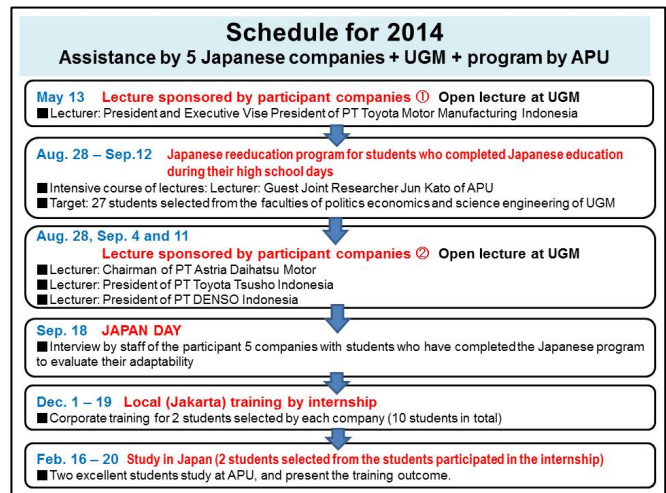 Schedule for 2014
Assistance by 5 Japanese companies + UGM + program by APU
May 13 Lecture sponsored by participant companies ① Open lecture at UGM
■Lecturer: President and Executive Vise President of PT Toyota Motor Manufacturing Indonesia
Aug. 28 – Sep.12 Japanese reeducation program for students who completed Japanese education
during their high school days
■Intensive course of lectures: Lecturer: Guest Joint Researcher Jun Kato of APU
■Target: 27 students selected from the faculties of politics economics and science engineering of UGM
Aug. 28, Sep. 4 and 11
Lecture sponsored by participant companies ② Open lecture at UGM
■Lecturer: Chairman of PT Astria Daihatsu Motor
■Lecturer: President of PT Toyota Tsusho Indonesia
■Lecturer: President of PT DENSO Indonesia
Sep. 18 JAPAN DAY
■Interview by staff of the participant 5 companies with students who have completed the Japanese program
to evaluate their adaptability
Dec. 1 – 19 Local (Jakarta) training by internship
■Corporate training for 2 students selected by each company (10 students in total)
Feb. 16 – 20 Study in Japan (2 students selected from the students participated in the internship)
■Two excellent students study at APU, and present the training outcome.